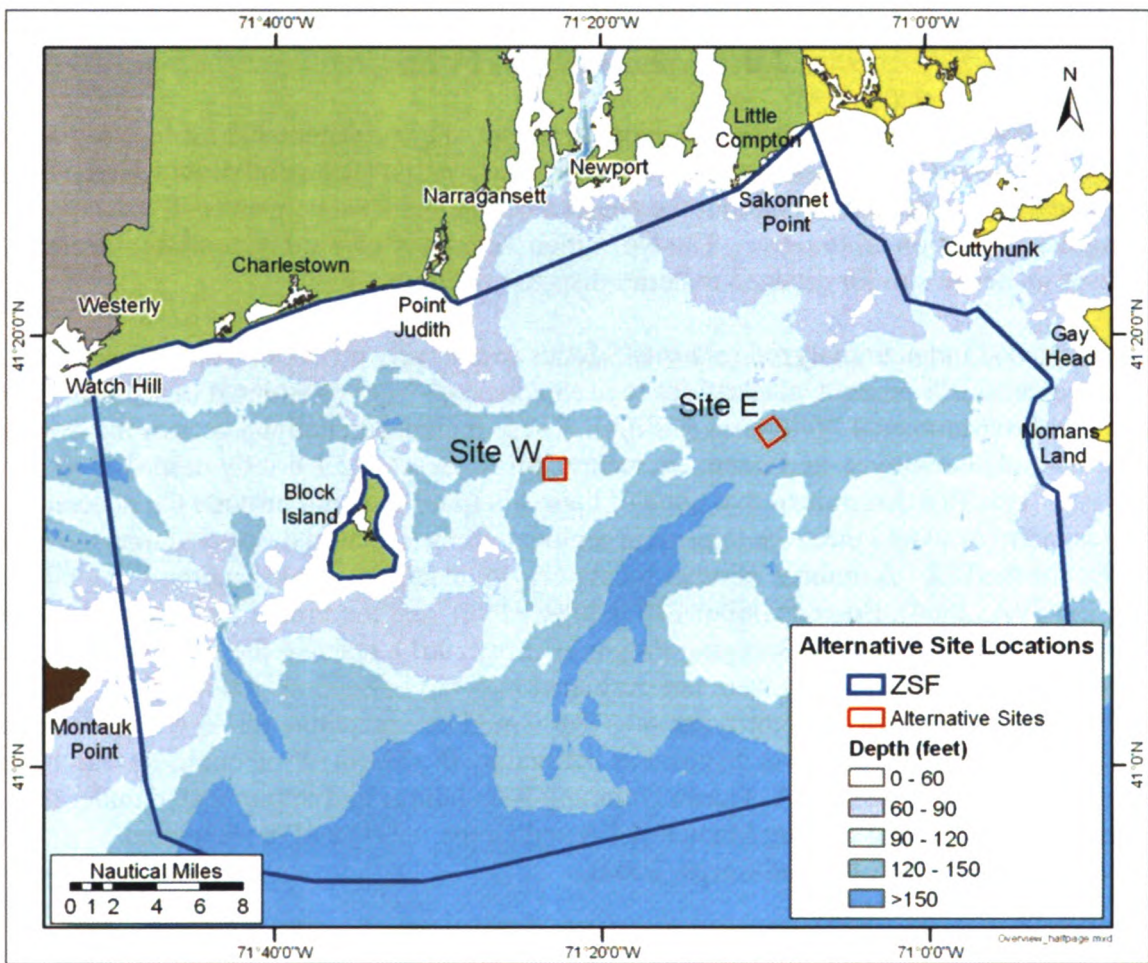 71°40'0"W
71°20'0"W
71°0'0"W
N
Little
Compton
Newport
Narragansett
Sakonnet
Point
Cuttyhunk
Charlestown
Westerly
Point
Judith
41°20'0"N
41°20'0"N
Gay
Head
Watch Hill
Site E
Nomans
Land
Site W
Block
Island
Montauk
Point
41°0'0"N
41°0'0"N
Alternative Site Locations
ZSF
Alternative Sites
Depth (feet)
0 - 60
60 - 90
90 - 120
120 - 150
>150
Nautical Miles
0 1 2 4 6 8
Overview_halfpage.mxd
71°40'0"W
71°20'0"W
71°0'0"W